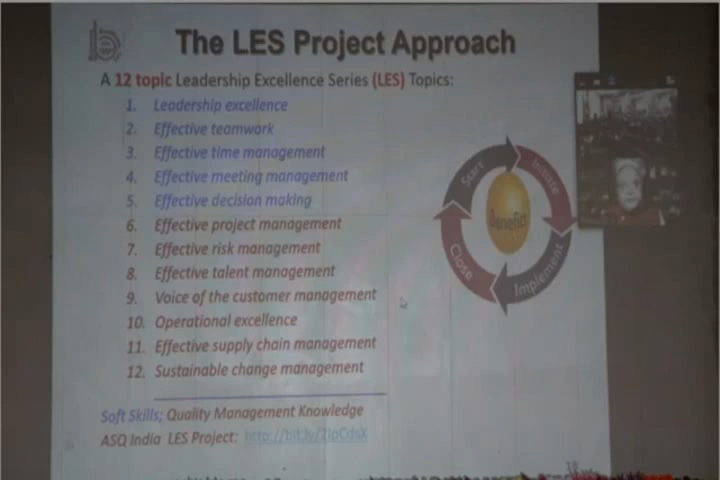 The LES Project Approach
A 12 topic Leadership Excellence Series (LES) Topics:
1. Leadership excellence
2. Effective teamwork
3. Effective time management
4. Effective meeting management
5. Effective decision making
6. Effective project management
7. Effective risk management
8. Effective talent management
9. Voice of the customer management
10. Operational excellence
11. Effective supply chain management
12. Sustainable change management
Start
Initiate
Implement
Close
Benefits
Soft Skills; Quality Management Knowledge
ASQ India LES Project: